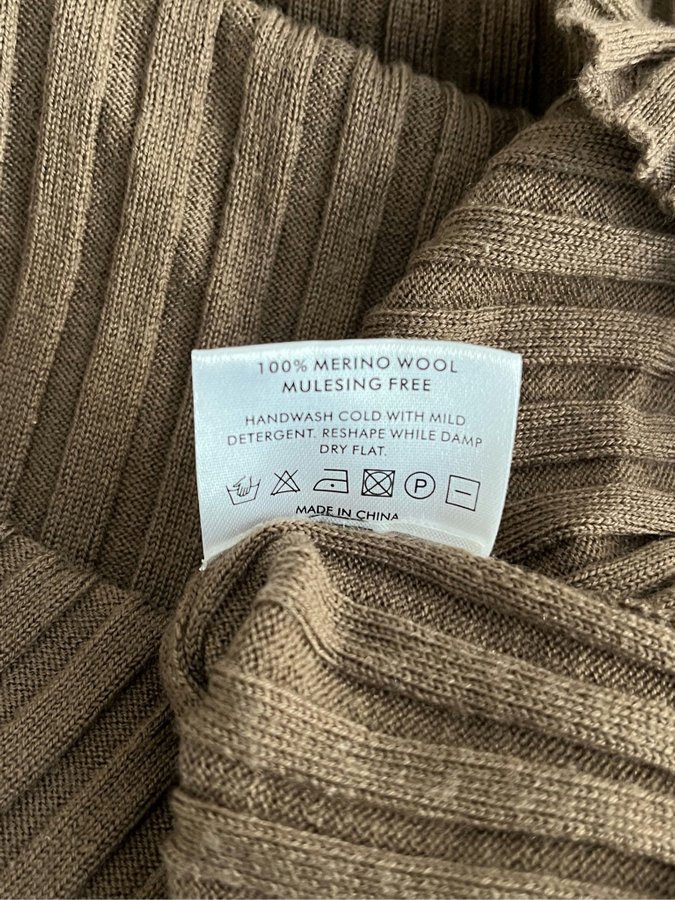 100% MERINO WOOL
MULESING FREE
HANDWASH COLD WITH MILD
DETERGENT. RESHAPE WHILE DAMP
DRY FLAT.
P
MADE IN CHINA